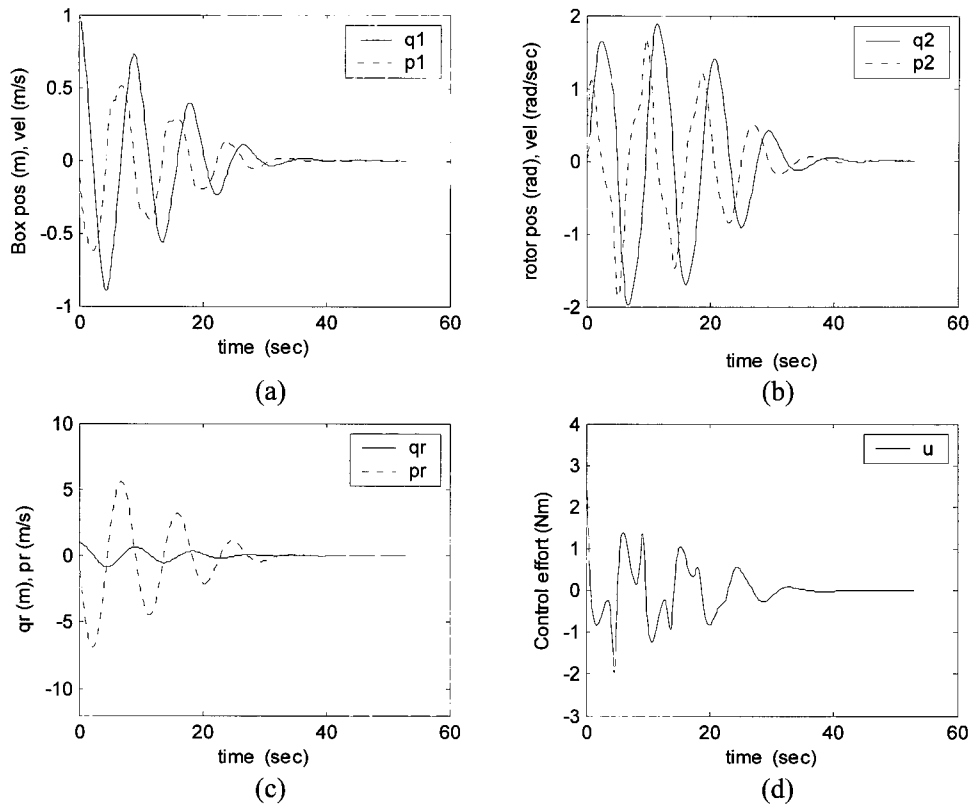 1
0.5
0
-0.5
-1
Box pos (m), vel (m/s)
q1
p1
0
20
40
60
time (sec)
(a)
2
1
0
-1
-2
rotor pos (rad), vel (rad/sec)
q2
p2
0
20
40
60
time (sec)
(b)
10
5
0
-5
-10
qr (m), pr (m/s)
qr
pr
0
20
40
60
time (sec)
(c)
4
3
2
1
0
-1
-2
-3
Control effort (Nm)
u
0
20
40
60
time (sec)
(d)